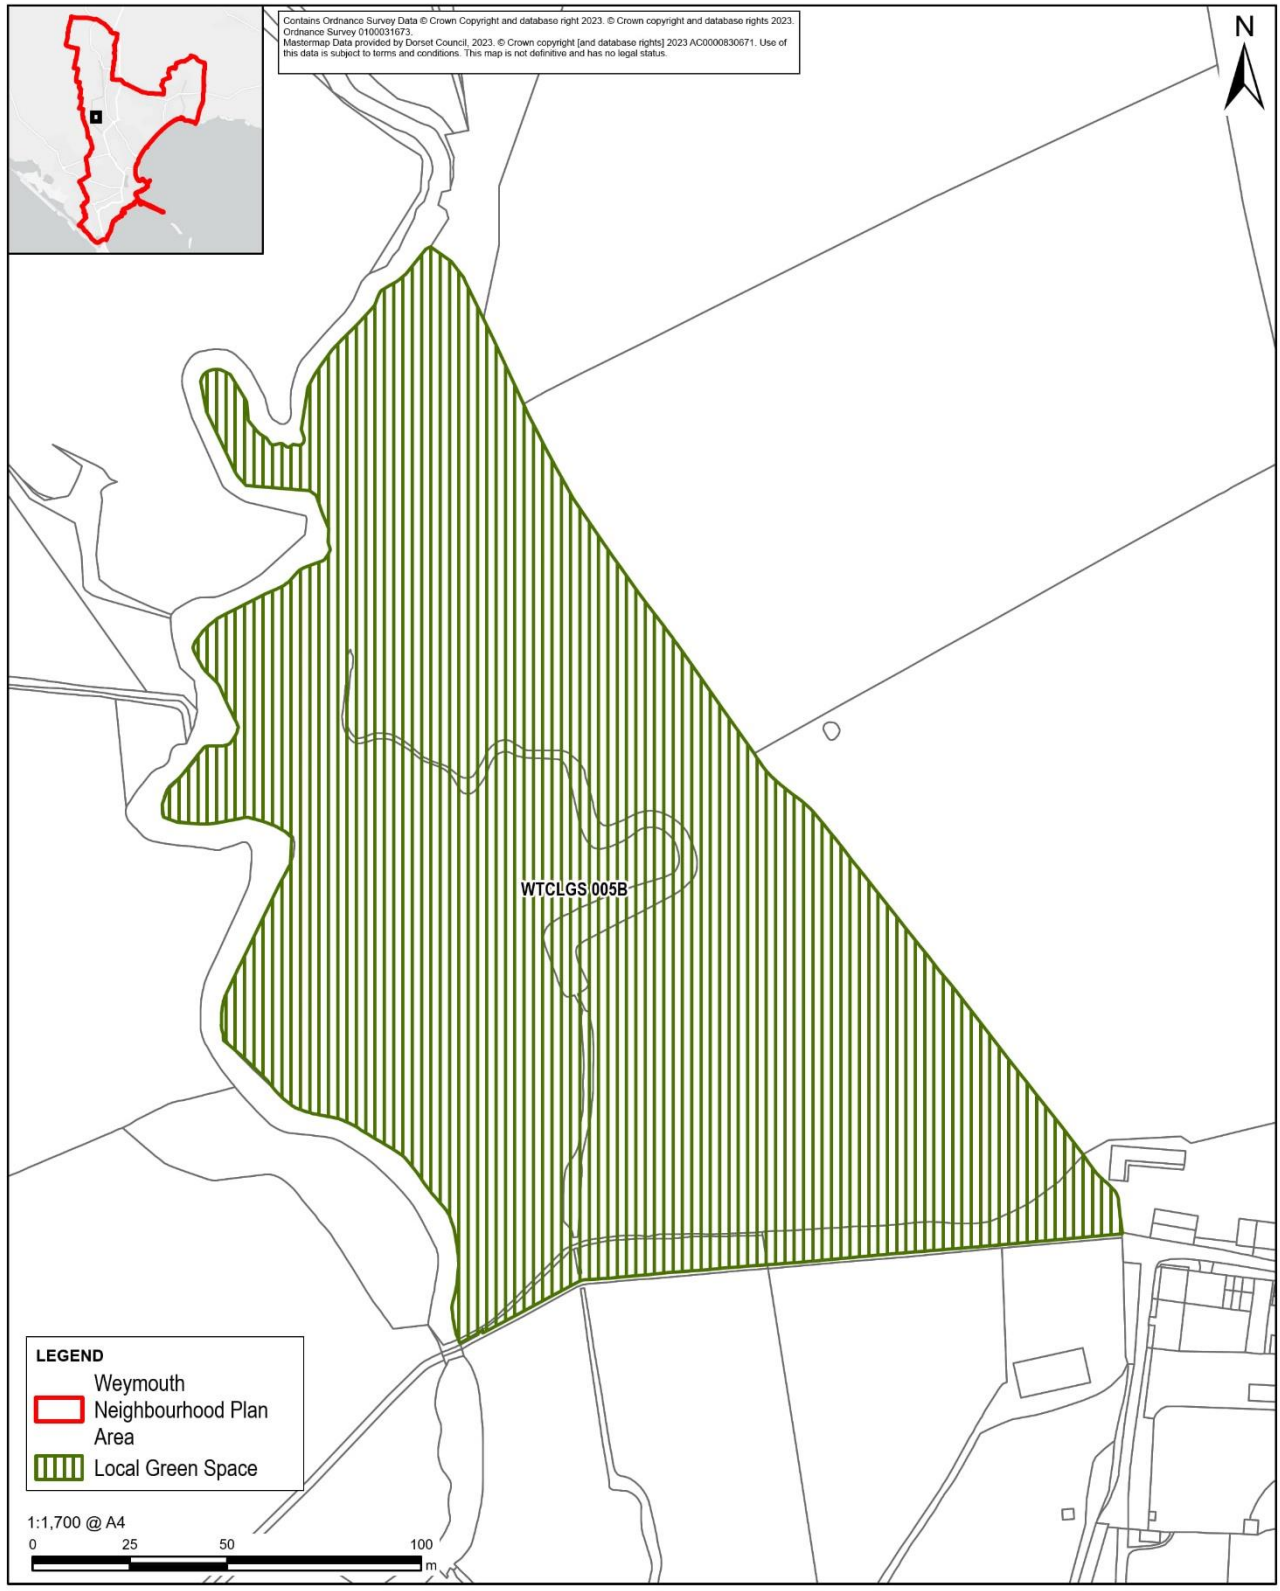 Contains Ordnance Survey Data © Crown Copyright and database right 2023. © Crown copyright and database rights 2023.
Ordnance Survey 0100031673.
Mastermap Data provided by Dorset Council, 2023. © Crown copyright [and database rights] 2023 AC0000830671. Use of
this data is subject to terms and conditions. This map is not definitive and has no legal status.
N
WTCLGS 005B
LEGEND
Weymouth
Neighbourhood Plan
Area
Local Green Space
1:1,700 @ A4
0 25 50 100
m